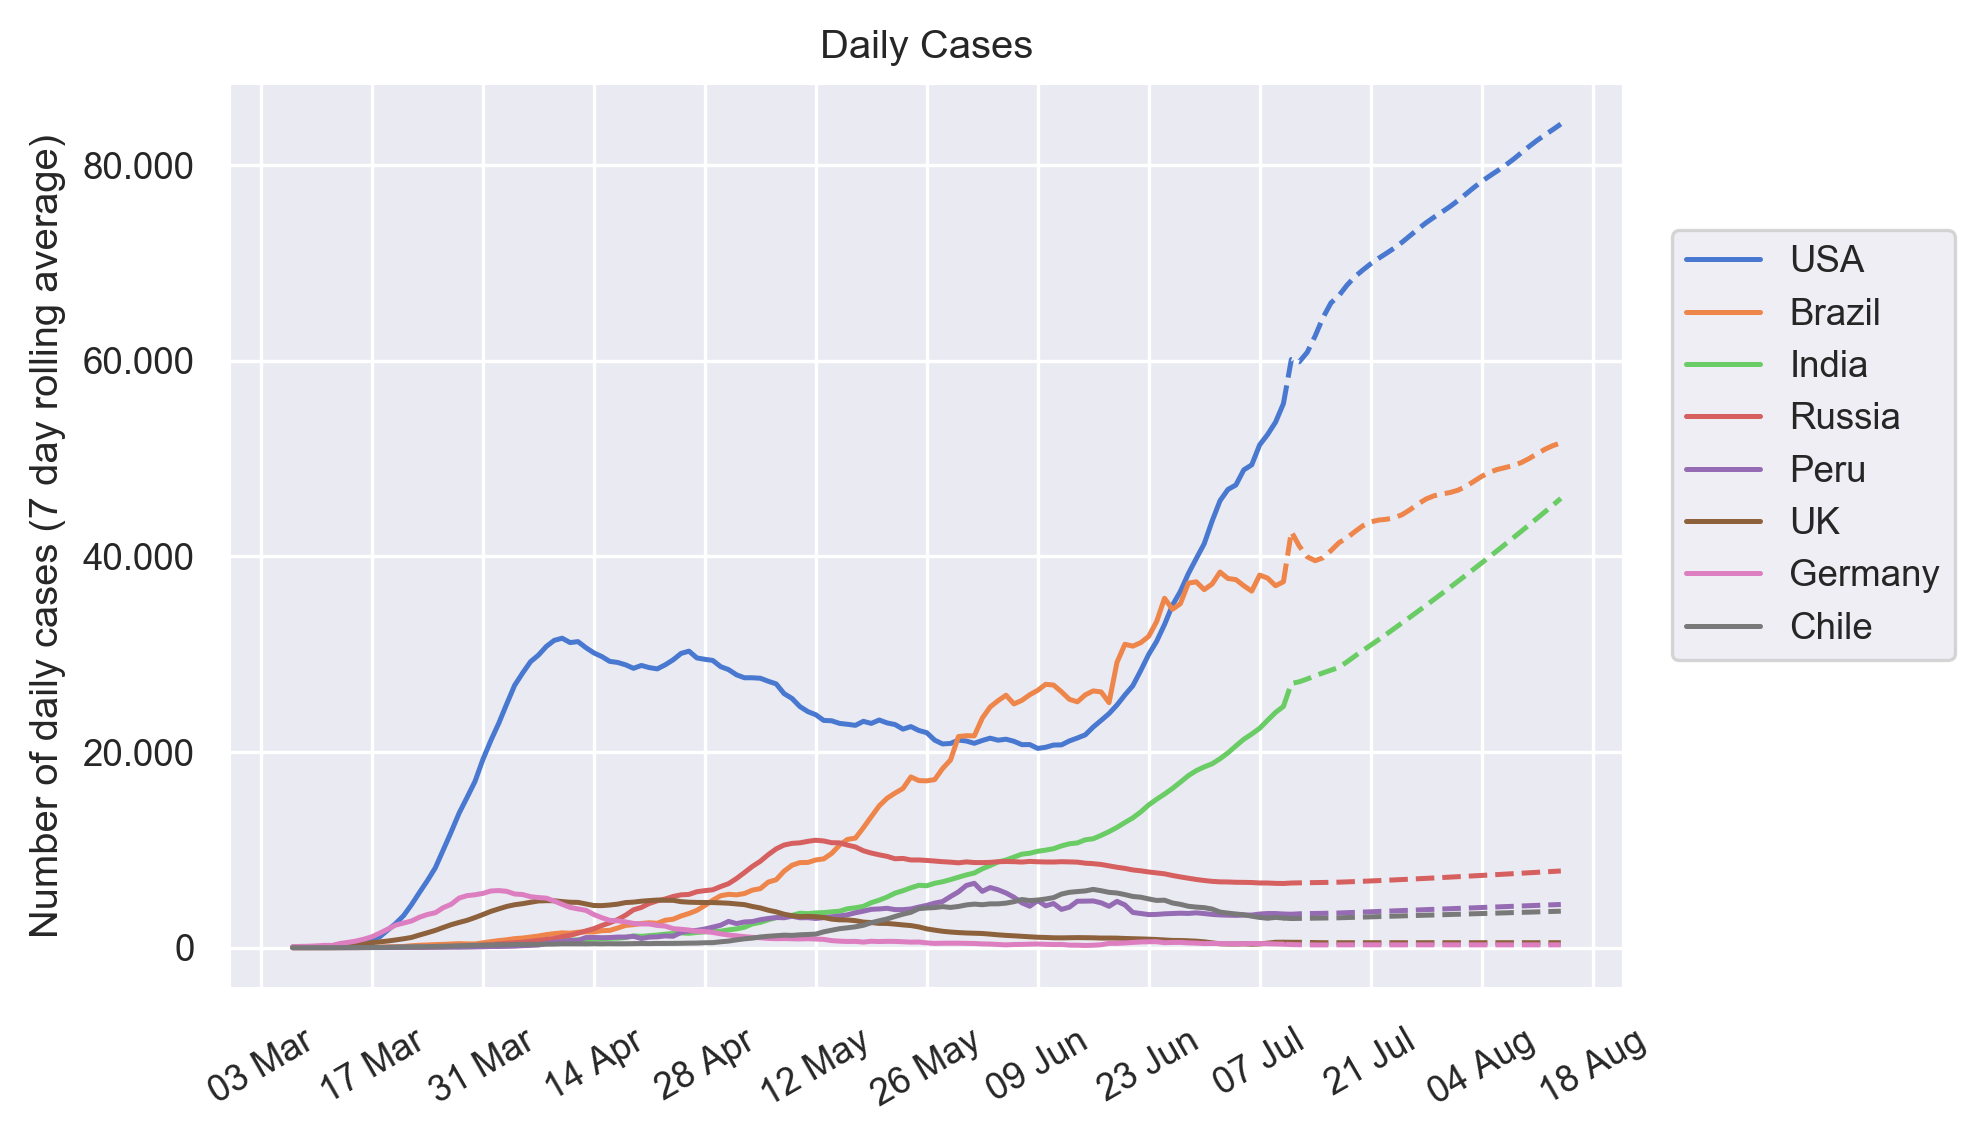 Daily Cases
Number of daily cases (7 day rolling average)
80.000
60.000
40.000
20.000
0
03 Mar
17 Mar
31 Mar
14 Apr
28 Apr
12 May
26 May
09 Jun
23 Jun
07 Jul
21 Jul
04 Aug
18 Aug
USA
Brazil
India
Russia
Peru
UK
Germany
Chile